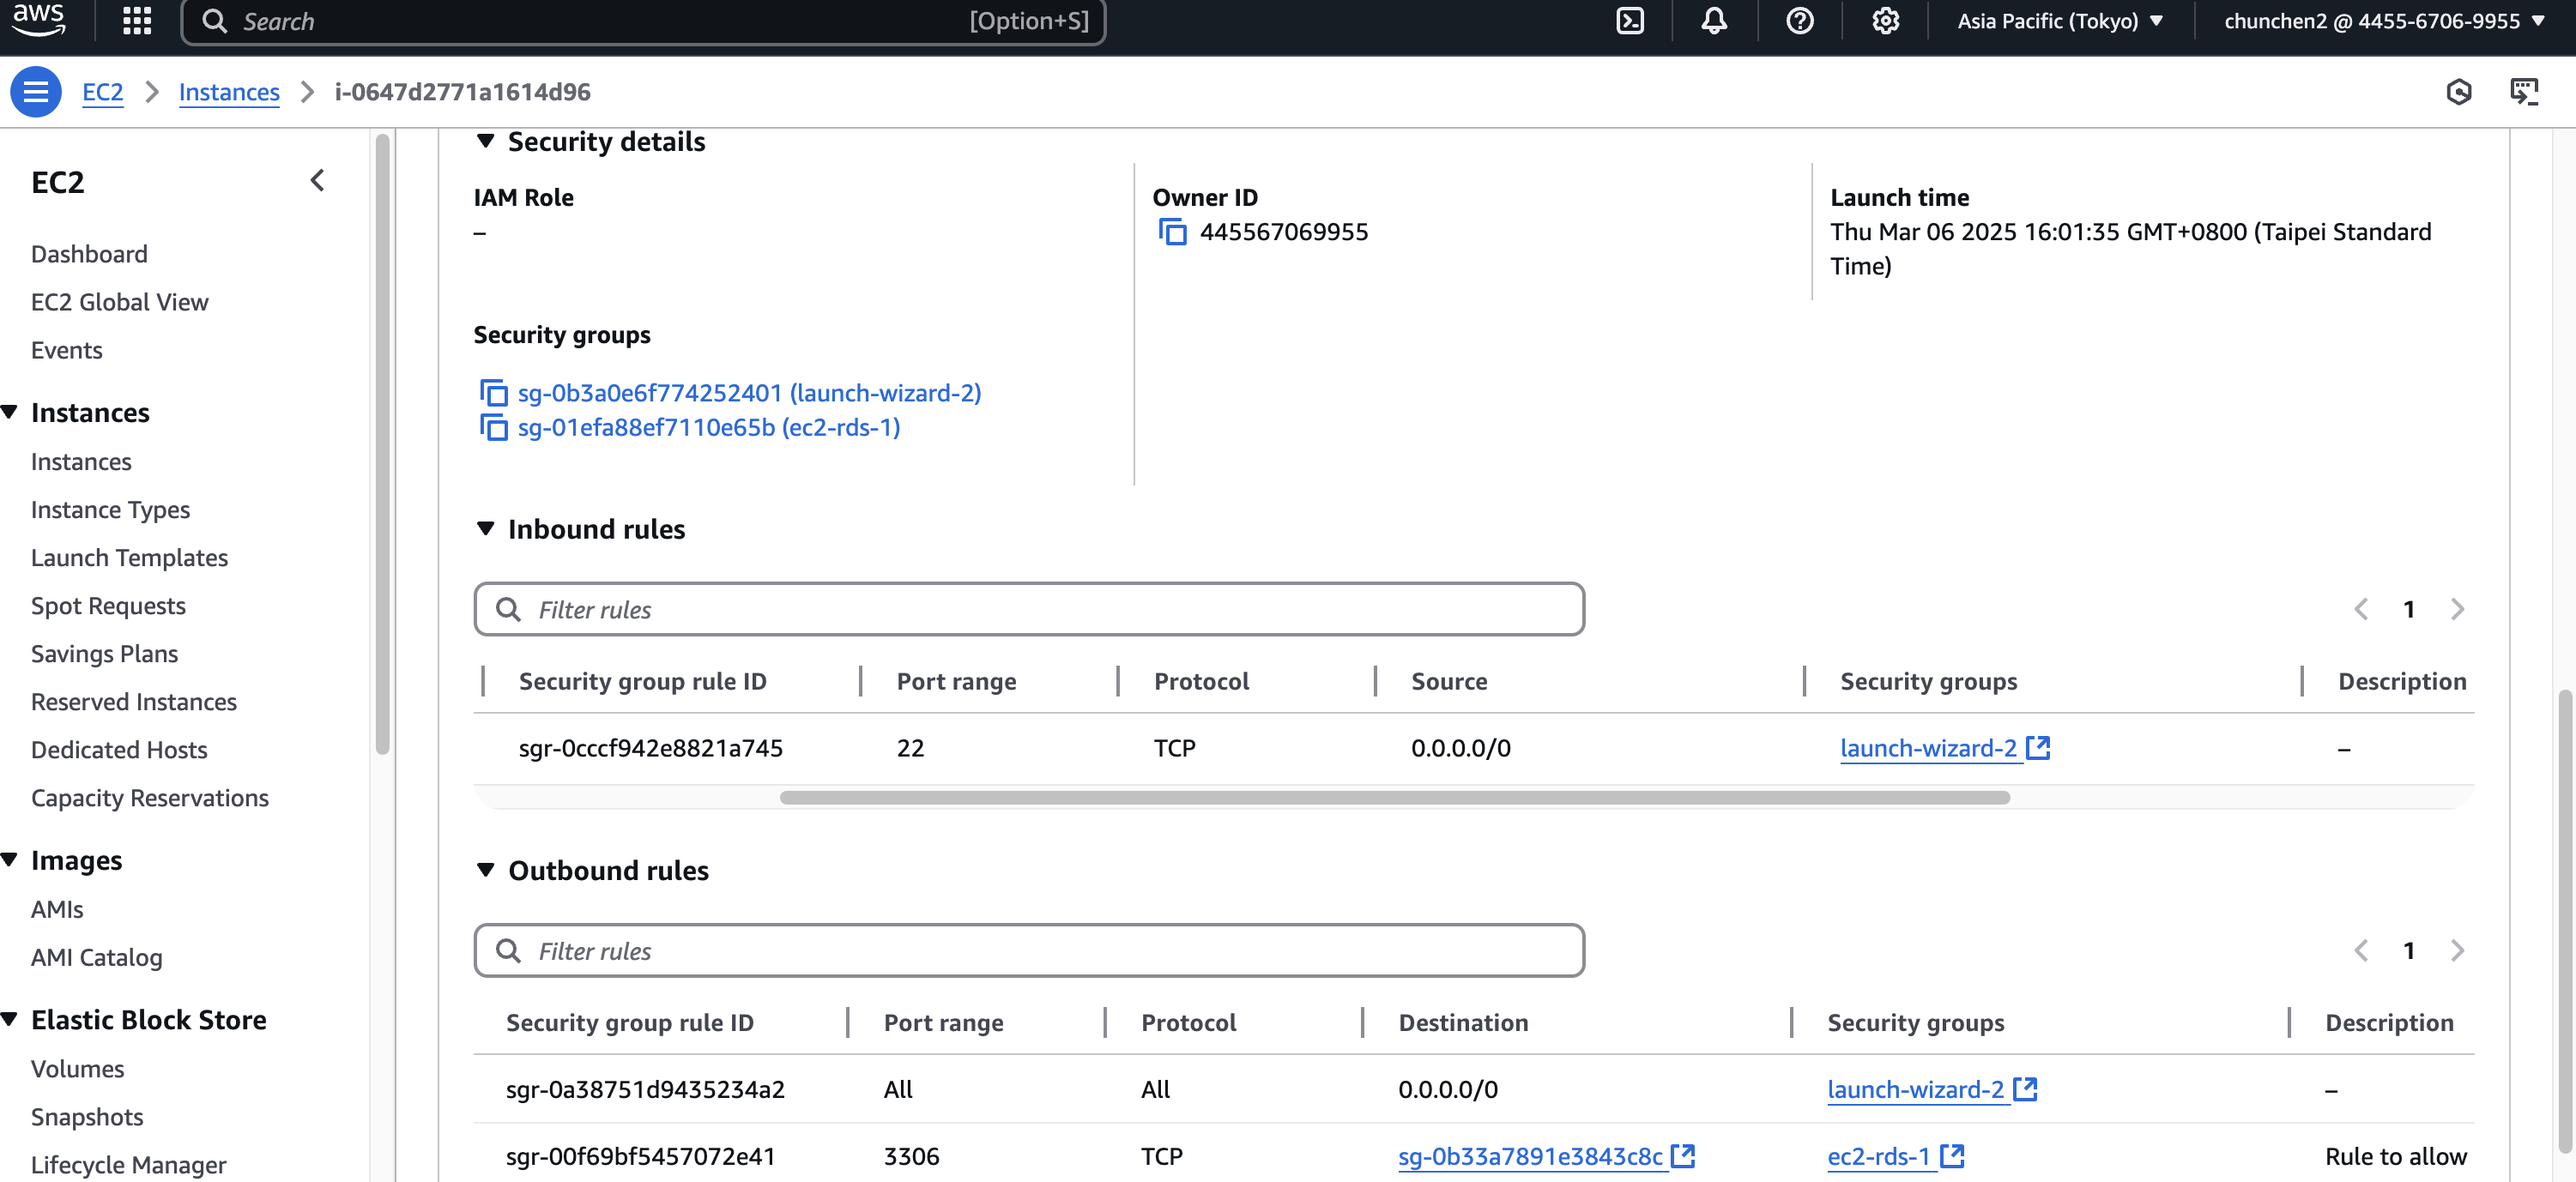 aws
Search [Option+S]
Asia Pacific (Tokyo)
chunchen2 @ 4455-6706-9955
EC2 Instances i-0647d2771a1614d96
EC2
Dashboard
EC2 Global View
Events
Instances
Instances
Instance Types
Launch Templates
Spot Requests
Savings Plans
Reserved Instances
Dedicated Hosts
Capacity Reservations
Images
AMIs
AMI Catalog
Elastic Block Store
Volumes
Snapshots
Lifecycle Manager
Security details
IAM Role
–
Owner ID
445567069955
Launch time
Thu Mar 06 2025 16:01:35 GMT+0800 (Taipei Standard
Time)
Security groups
sg-0b3a0e6f774252401 (launch-wizard-2)
sg-01efa88ef7110e65b (ec2-rds-1)
Inbound rules
Filter rules
1
Security group rule ID Port range Protocol Source Security groups Description
sgr-0cccf942e8821a745 22 TCP 0.0.0.0/0 launch-wizard-2 –
Outbound rules
Filter rules
1
Security group rule ID Port range Protocol Destination Security groups Description
sgr-0a38751d9435234a2 All All 0.0.0.0/0 launch-wizard-2 –
sgr-00f69bf5457072e41 3306 TCP sg-0b33a7891e3843c8c ec2-rds-1 Rule to allow